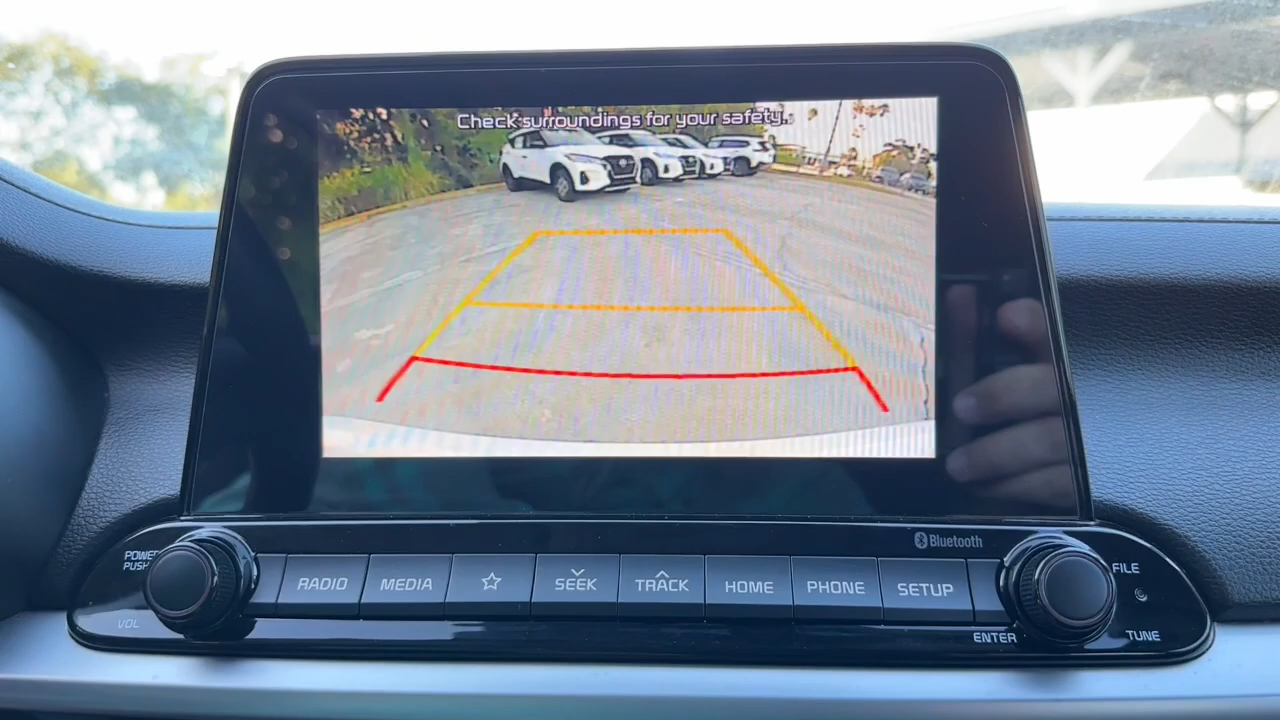 Check surroundings for your safety.
Bluetooth
POWER
PUSH
RADIO
MEDIA
SEEK
TRACK
HOME
PHONE
SETUP
FILE
VOL
ENTER
TUNE